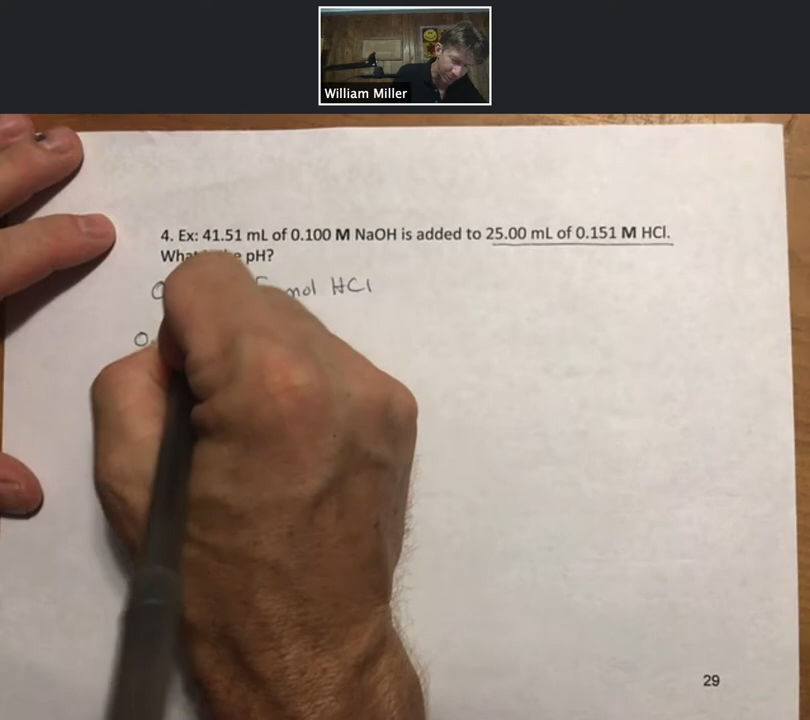 William Miller
4. Ex: 41.51 mL of 0.100 M NaOH is added to 25.00 mL of 0.151 M HCl.
pH?
mol HCl
0.
29